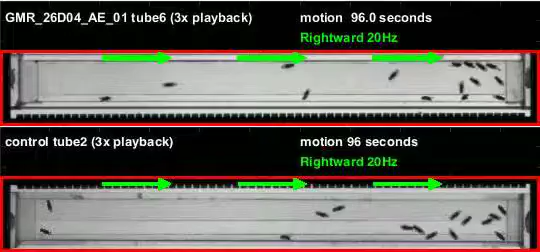 GMR_26D04_AE_01 tube6 (3x playback)
motion  96.0 seconds
Rightward 20Hz
control tube2 (3x playback)
motion 96 seconds
Rightward 20Hz